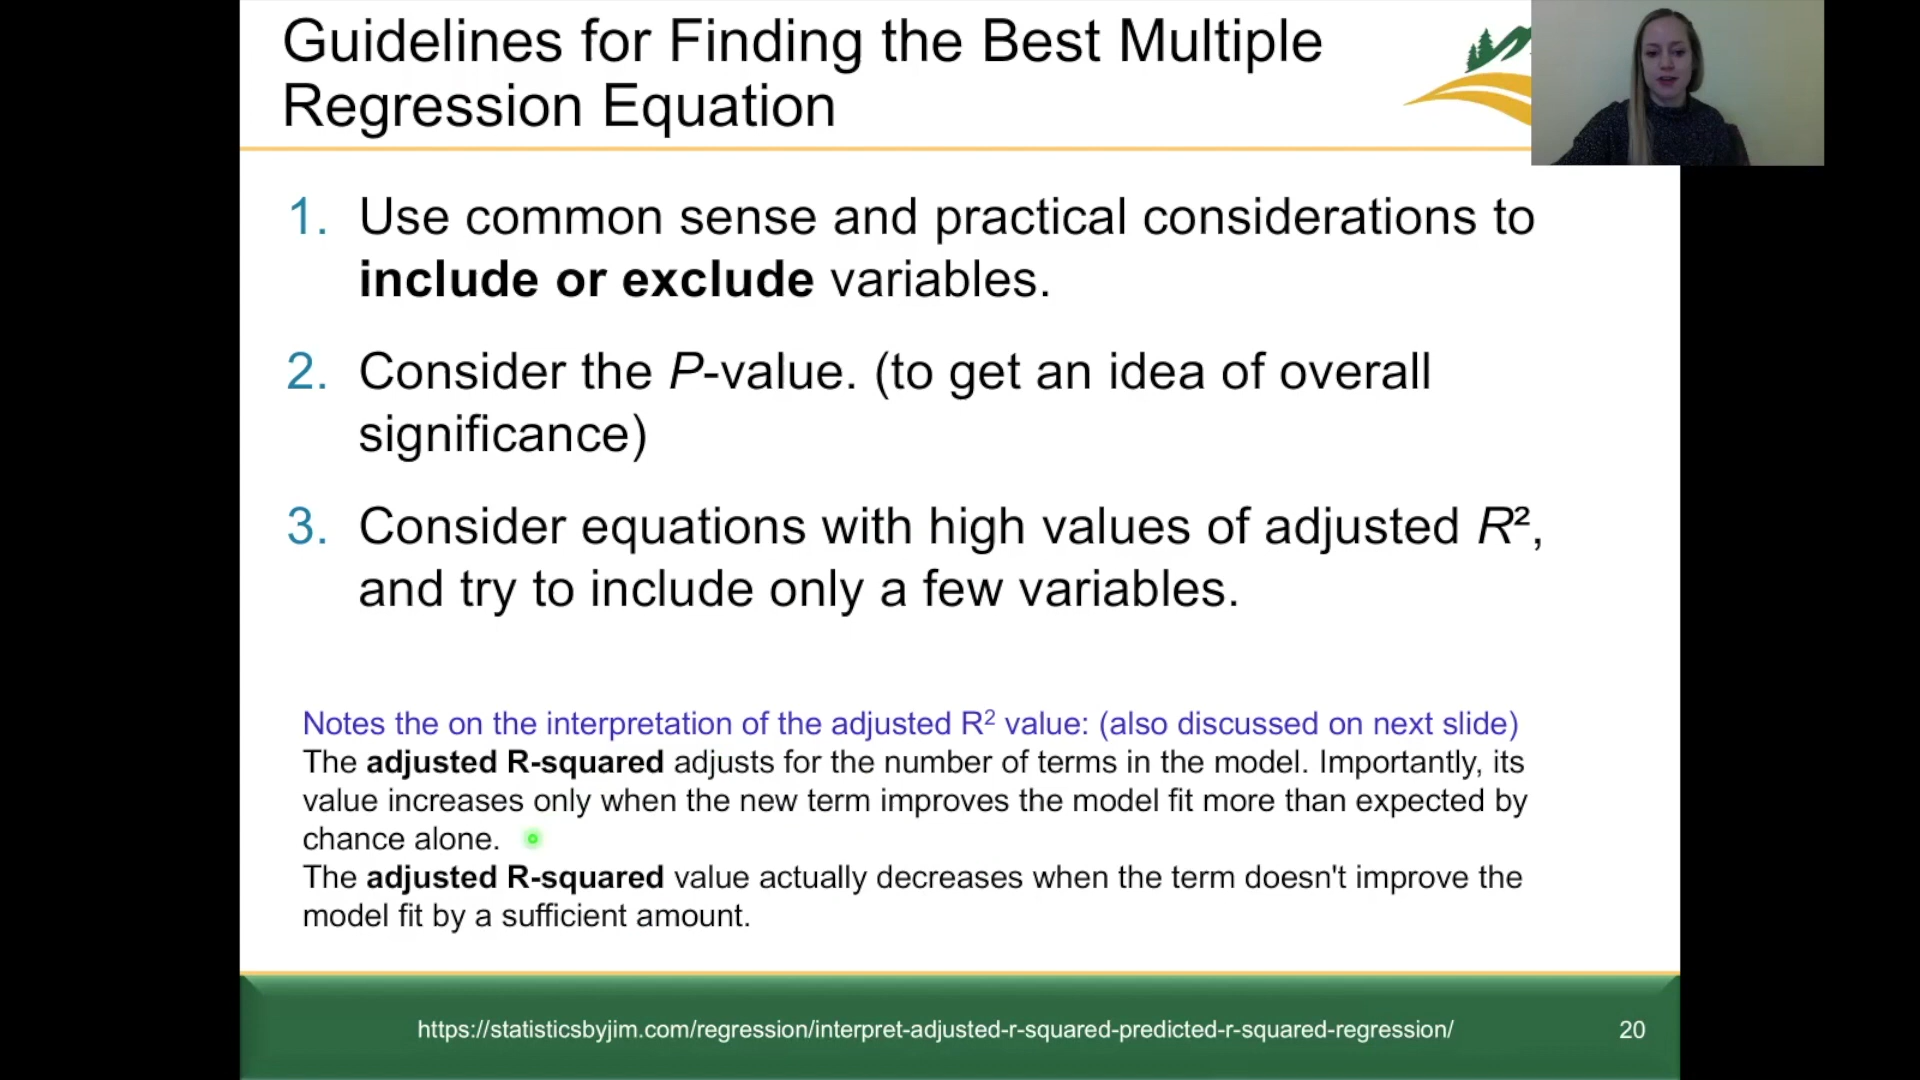 Guidelines for Finding the Best Multiple
Regression Equation
1. Use common sense and practical considerations to
include or exclude variables.
2. Consider the P-value. (to get an idea of overall
significance)
3. Consider equations with high values of adjusted R²,
and try to include only a few variables.
Notes the on the interpretation of the adjusted R² value: (also discussed on next slide)
The adjusted R-squared adjusts for the number of terms in the model. Importantly, its
value increases only when the new term improves the model fit more than expected by
chance alone.
The adjusted R-squared value actually decreases when the term doesn't improve the
model fit by a sufficient amount.
https://statisticsbyjim.com/regression/interpret-adjusted-r-squared-predicted-r-squared-regression/
20